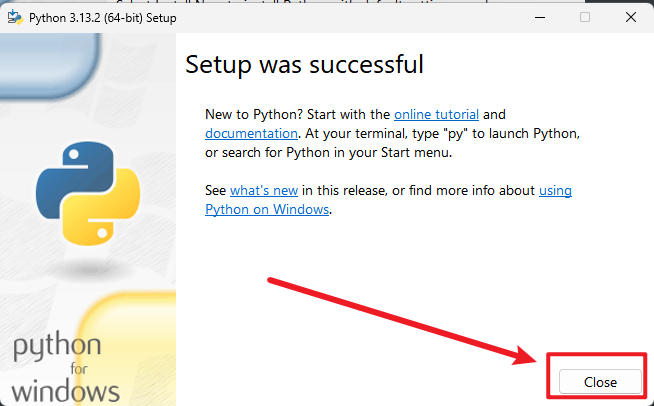 Python 3.13.2 (64-bit) Setup
Setup was successful
New to Python? Start with the online tutorial and
documentation. At your terminal, type "py" to launch Python,
or search for Python in your Start menu.
See what's new in this release, or find more info about using
Python on Windows.
python
for
windows
Close